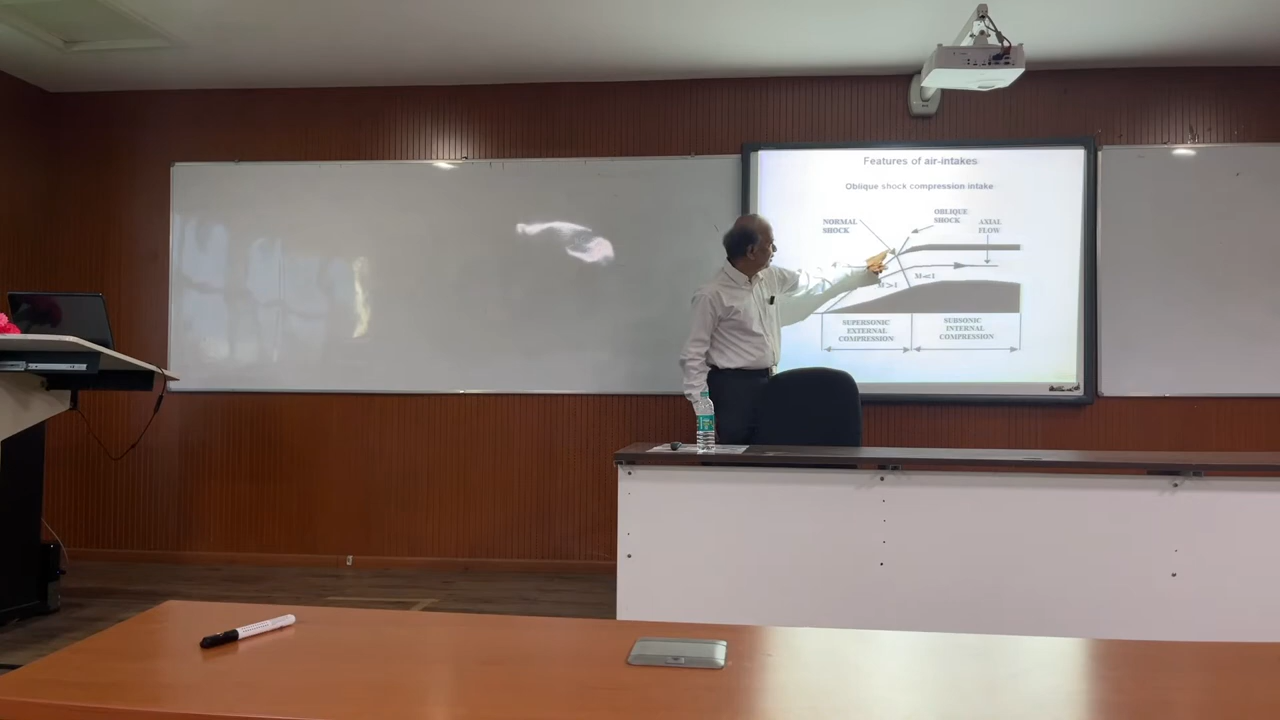 Features of air-intakes
Oblique shock compression intake
NORMAL
SHOCK
OBLIQUE
SHOCK
AXIAL
FLOW
M>1
M<1
SUPERSONIC
EXTERNAL
COMPRESSION
SUBSONIC
INTERNAL
COMPRESSION